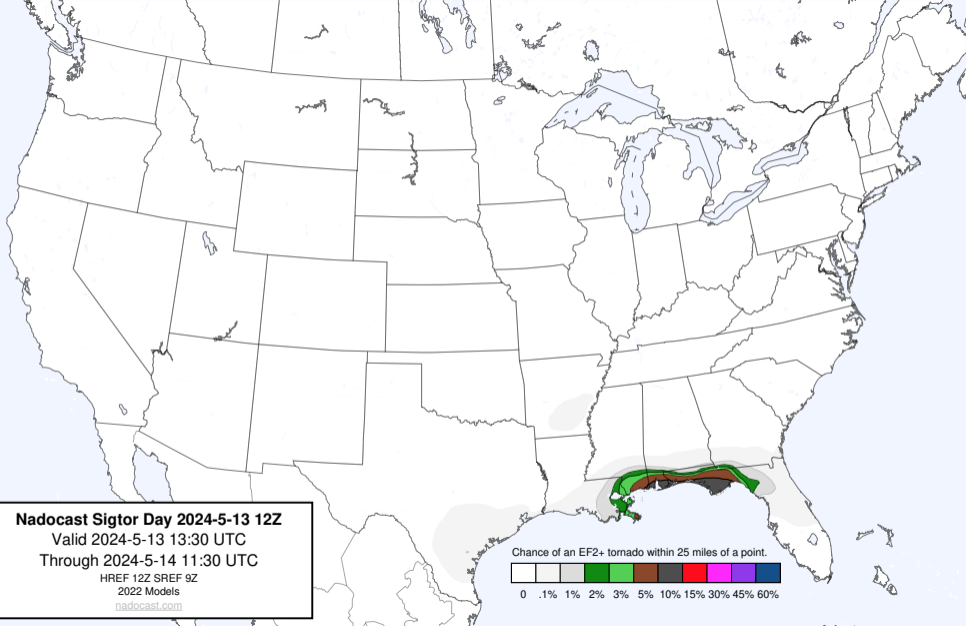 Nadocast Sigtor Day 2024-5-13 12Z
Valid 2024-5-13 13:30 UTC
Through 2024-5-14 11:30 UTC
HREF 12Z SREF 9Z
2022 Models
nadocast.com
Chance of an EF2+ tornado within 25 miles of a point.
0 .1% 1% 2% 3% 5% 10% 15% 30% 45% 60%